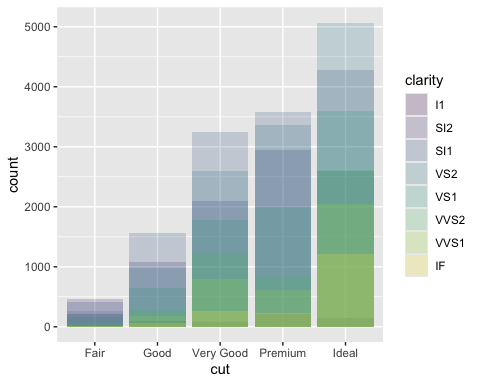 5000
4000
3000
2000
1000
0
count
Fair Good Very Good Premium Ideal
cut
clarity
I1
SI2
SI1
VS2
VS1
VVS2
VVS1
IF